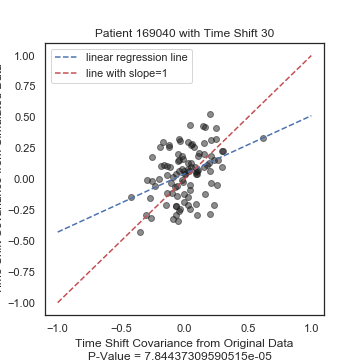 Patient 169040 with Time Shift 30
linear regression line
line with slope=1
1.00
0.75
0.50
0.25
0.00
−0.25
−0.50
−0.75
−1.00
−1.0
−0.5
0.0
0.5
1.0
Time Shift Covariance from Original Data
P-Value = 7.84437309590515e-05